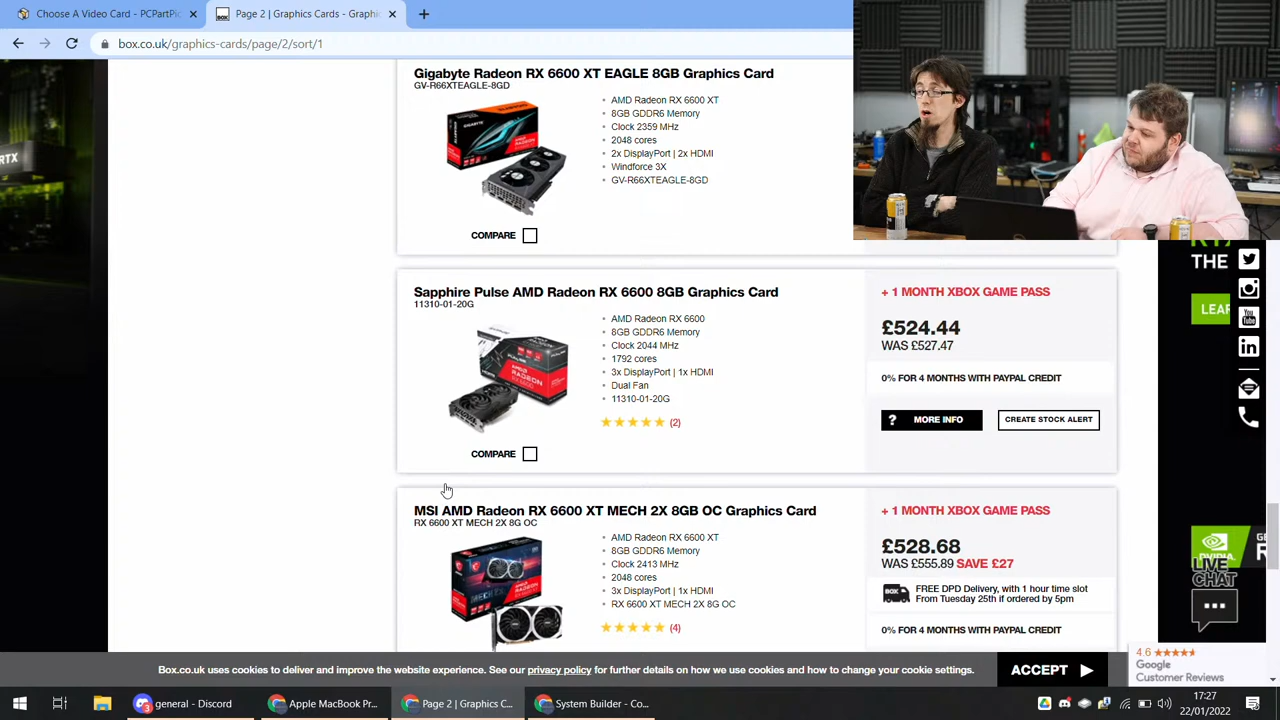 Choose A Video Card - PCPartPic
Page 2 | Graphics Cards - Graphic
box.co.uk/graphics-cards/page/2/sort/1
Gigabyte Radeon RX 6600 XT EAGLE 8GB Graphics Card
GV-R66XTEAGLE-8GD
AMD Radeon RX 6600 XT
8GB GDDR6 Memory
Clock 2359 MHz
2048 cores
2x DisplayPort | 2x HDMI
Windforce 3X
GV-R66XTEAGLE-8GD
COMPARE
RTX
Sapphire Pulse AMD Radeon RX 6600 8GB Graphics Card
11310-01-20G
AMD Radeon RX 6600
8GB GDDR6 Memory
Clock 2044 MHz
1792 cores
3x DisplayPort | 1x HDMI
Dual Fan
11310-01-20G
(2)
COMPARE
+ 1 MONTH XBOX GAME PASS
£524.44
WAS £527.47
0% FOR 4 MONTHS WITH PAYPAL CREDIT
? MORE INFO
CREATE STOCK ALERT
MSI AMD Radeon RX 6600 XT MECH 2X 8GB OC Graphics Card
RX 6600 XT MECH 2X 8G OC
AMD Radeon RX 6600 XT
8GB GDDR6 Memory
Clock 2413 MHz
2048 cores
3x DisplayPort | 1x HDMI
RX 6600 XT MECH 2X 8G OC
(4)
+ 1 MONTH XBOX GAME PASS
£528.68
WAS £555.89 SAVE £27
BOX
FREE DPD Delivery, with 1 hour time slot
From Tuesday 25th if ordered by 5pm
0% FOR 4 MONTHS WITH PAYPAL CREDIT
THE
LEAR
You
Tube
in
NVIDIA
LIVE
CHAT
Box.co.uk uses cookies to deliver and improve the website experience. See our privacy policy for further details on how we use cookies and how to change your cookie settings.
ACCEPT
4.6
Google
Customer Reviews
general - Discord
Apple MacBook Pr...
Page 2 | Graphics C...
System Builder - Co...
17:27
22/01/2022